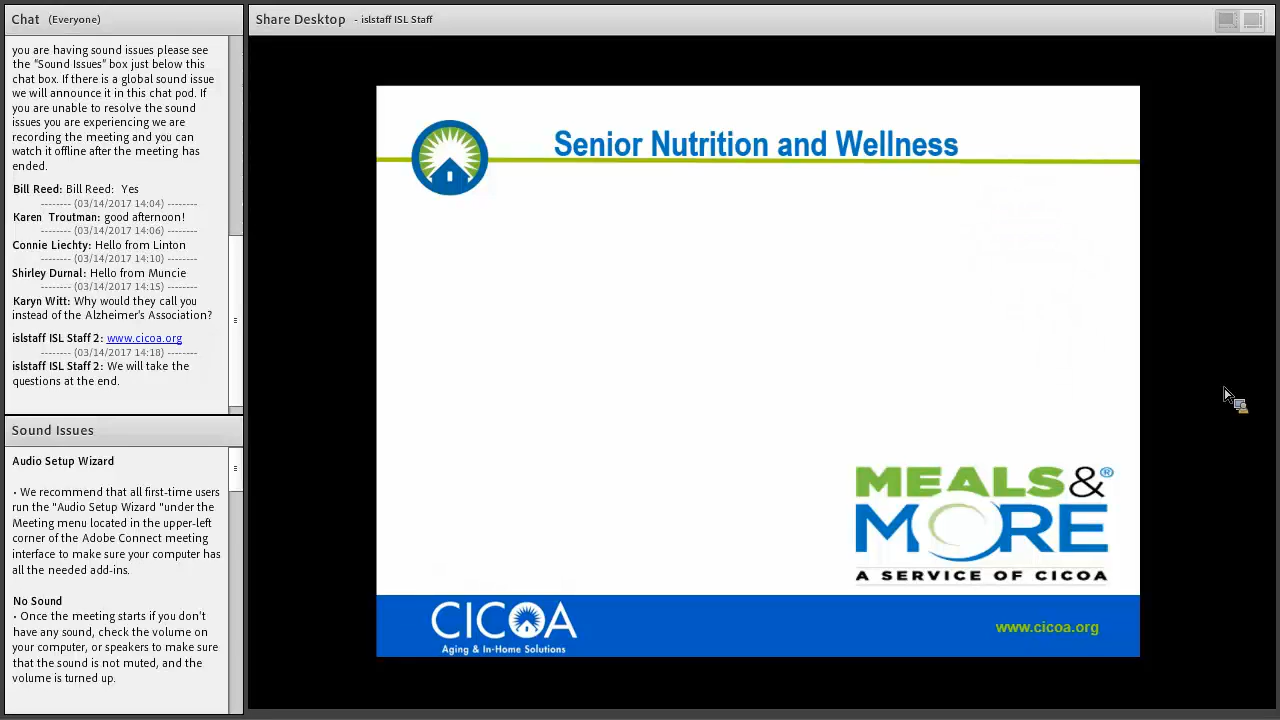 Chat (Everyone)
you are having sound issues please see
the "Sound Issues" box just below this
chat box. If there is a global sound issue
we will announce it in this chat pod. If
you are unable to resolve the sound
issues you are experiencing we are
recording the meeting and you can
watch it offline after the meeting has
ended.
Bill Reed: Bill Reed: Yes
-------- (03/14/2017 14:04) --------
Karen Troutman: good afternoon!
-------- (03/14/2017 14:06) --------
Connie Liechty: Hello from Linton
-------- (03/14/2017 14:10) --------
Shirley Durnal: Hello from Muncie
-------- (03/14/2017 14:15) --------
Karyn Witt: Why would they call you
instead of the Alzheimer's Association?
islstaff ISL Staff 2: www.cicoa.org
-------- (03/14/2017 14:18) --------
islstaff ISL Staff 2: We will take the
questions at the end.
Sound Issues
Audio Setup Wizard
• We recommend that all first-time users
run the "Audio Setup Wizard "under the
Meeting menu located in the upper-left
corner of the Adobe Connect meeting
interface to make sure your computer has
all the needed add-ins.
No Sound
• Once the meeting starts if you don't
have any sound, check the volume on
your computer, or speakers to make sure
that the sound is not muted, and the
volume is turned up.
Share Desktop - islstaff ISL Staff
Senior Nutrition and Wellness
MEALS&®
MORE
A SERVICE OF CICOA
CICOA
Aging & In-Home Solutions
www.cicoa.org